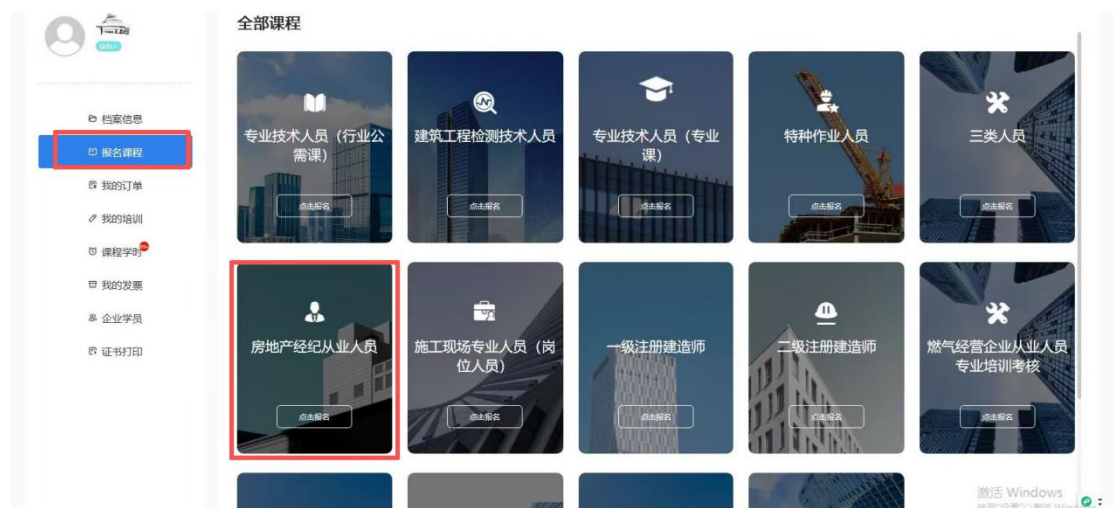 全部课程
档案信息
报名课程
我的订单
我的培训
课程学时
99+
我的发票
企业学员
证书打印
专业技术人员（行业公
需课）
点击报名
建筑工程检测技术人员
点击报名
专业技术人员（专业
课）
点击报名
特种作业人员
点击报名
三类人员
点击报名
房地产经纪从业人员
点击报名
施工现场专业人员（岗
位人员）
点击报名
一级注册建造师
点击报名
二级注册建造师
点击报名
燃气经营企业从业人员
专业培训考核
点击报名
激活 Windows